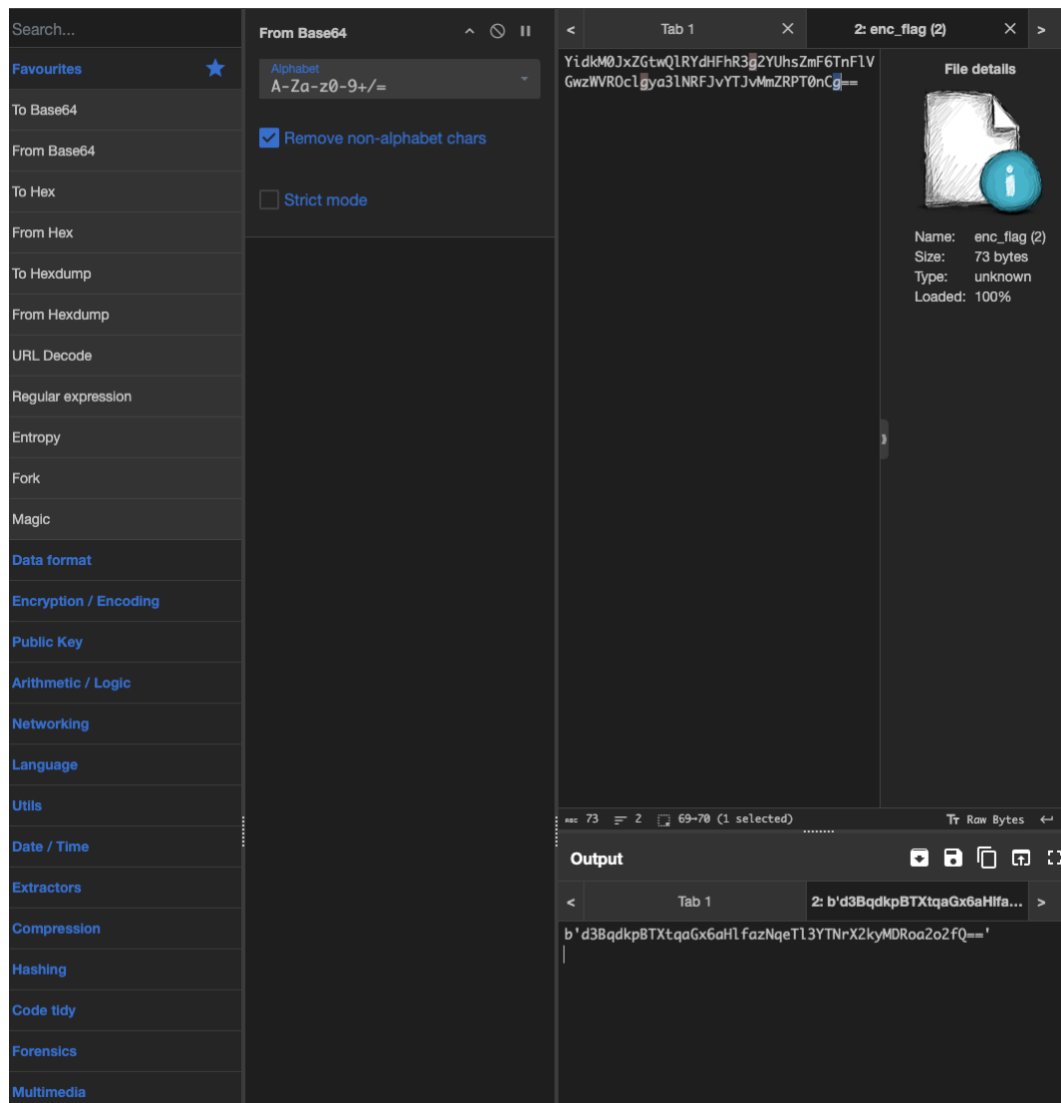 Search...
Favourites
To Base64
From Base64
To Hex
From Hex
To Hexdump
From Hexdump
URL Decode
Regular expression
Entropy
Fork
Magic
Data format
Encryption / Encoding
Public Key
Arithmetic / Logic
Networking
Language
Utils
Date / Time
Extractors
Compression
Hashing
Code tidy
Forensics
Multimedia
From Base64
Alphabet
A-Za-z0-9+/=
Remove non-alphabet chars
Strict mode
< Tab 1 × 2: enc_flag (2) × >
YidkM0JxZGtwQlRYdHFhR3g2YUhsZmF6TnFlV
GwzWVROclgya3lNRFJvYTJvMmZRPT0nCg==
File details
Name: enc_flag (2)
Size: 73 bytes
Type: unknown
Loaded: 100%
REC 73 2 69→70 (1 selected) Tr Raw Bytes ↵
Output
< Tab 1 2: b'd3BqdkpBTXtqaGx6aHlfa... >
b'd3BqdkpBTXtqaGx6aHlfazNqeTl3YTNrX2kyMDRoa2o2fQ=='